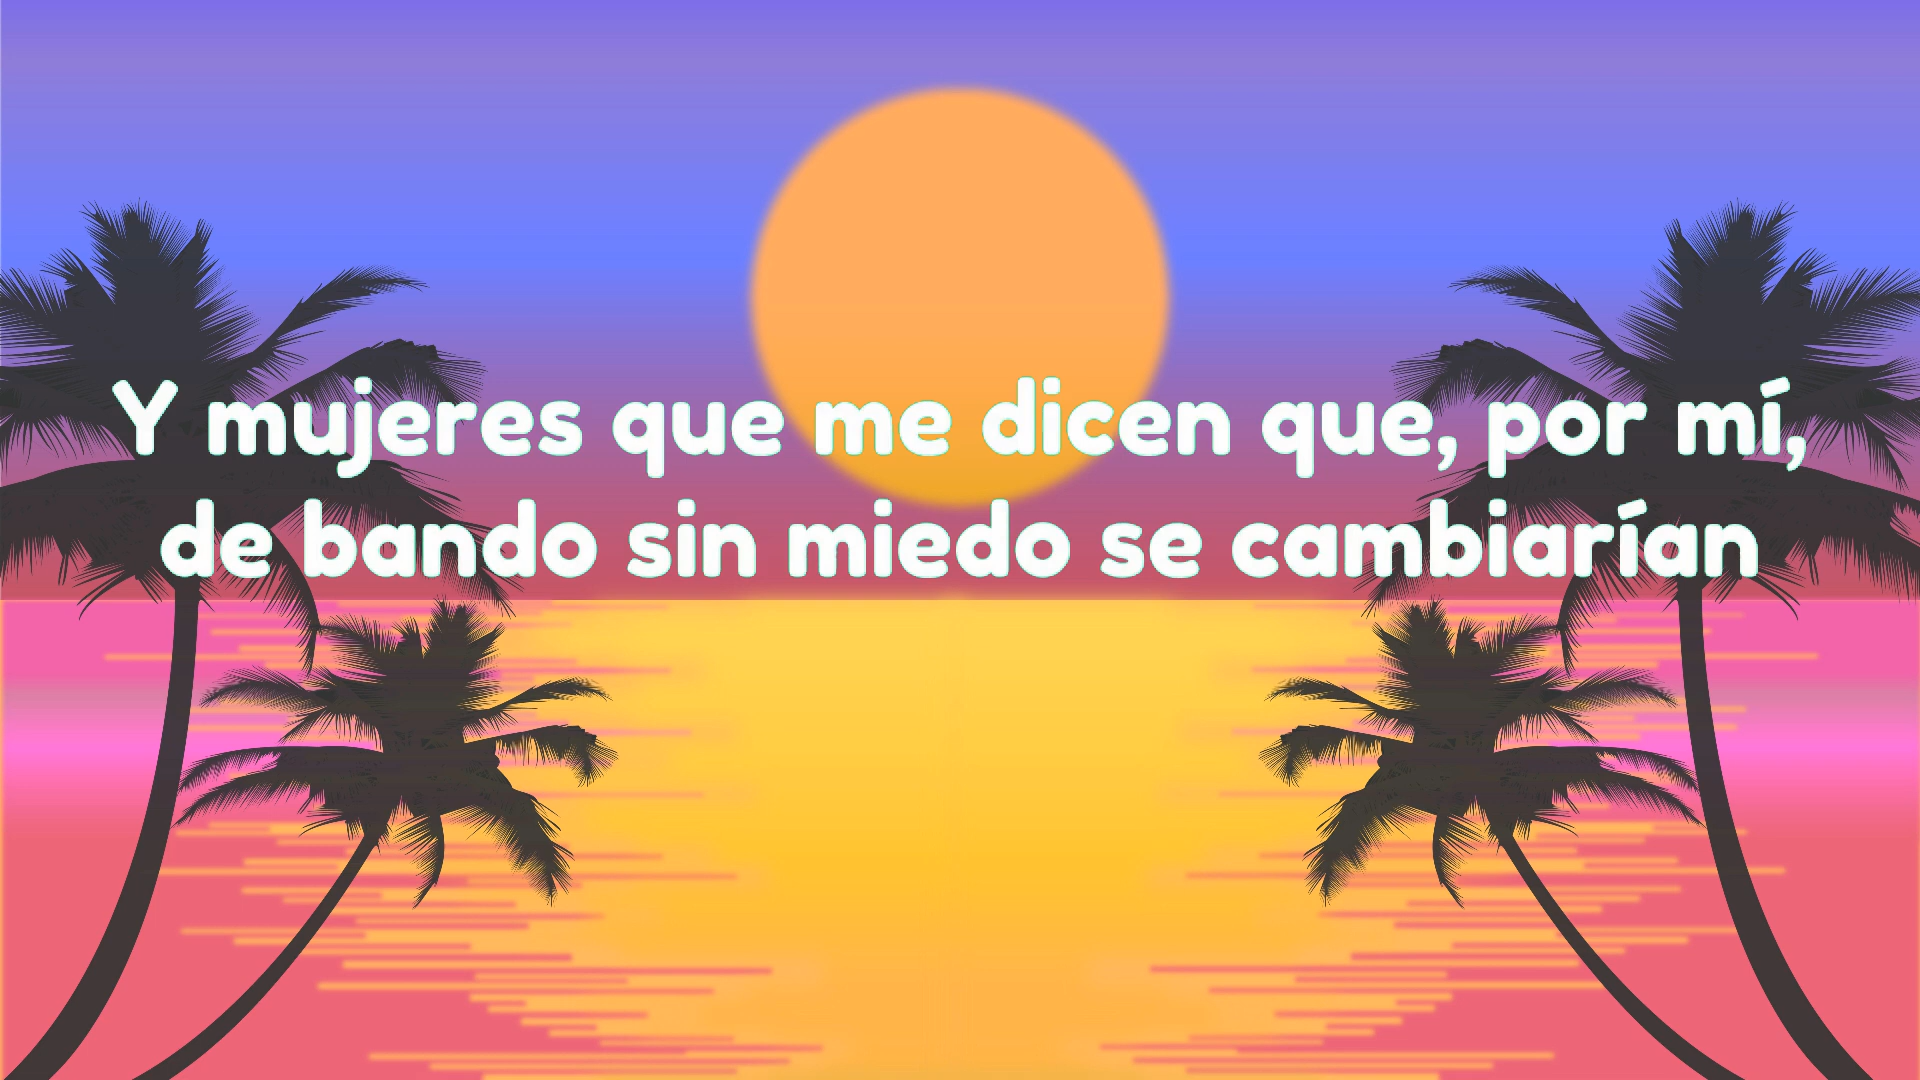 Y mujeres que me dicen que, por mí,
de bando sin miedo se cambiarían